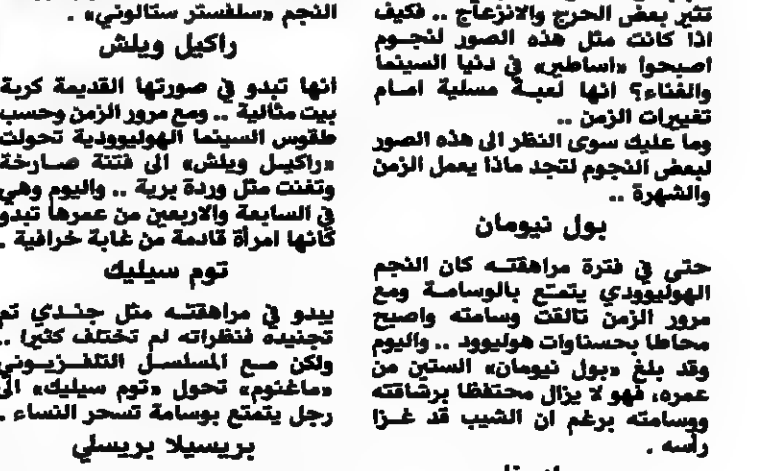 تثير بعض الحرج والانزعاج .. فكيف
اذا كانت مثل هذه الصور لنجوم
اصبحوا «اساطير» في دنيا السينما
والغناء؟ انها لعبة مسلية امام
تغييرات الزمن ..
وما عليك سوى النظر الى هذه الصور
لبعض النجوم لتجد ماذا يعمل الزمن
والشهرة ..
بول نيومان
حتى في فترة مراهقته كان النجم
الهوليوودي يتمتع بالوسامة ومع
مرور الزمن تالقت وسامته واصبح
محاطا بحسناوات هوليوود .. واليوم
وقد بلغ «بول نيومان» الستين من
عمره، فهو لا يزال محتفظا برشاقته
ووسامته برغم ان الشيب قد غزا
رأسه .
النجم «سلفستر ستالوني» .
راكيل ويلش
انها تبدو في صورتها القديمة كربة
بيت مثالية .. ومع مرور الزمن وحسب
طقوس السينما الهوليوودية تحولت
«راكيل ويلش» الى فتنة صارخة
وتفنت مثل وردة برية .. واليوم وهي
في السابعة والاربعين من عمرها تبدو
كانها امرأة قادمة من غابة خرافية .
توم سيليك
يبدو في مراهقته مثل جندي تم
تجنيده فنظراته لم تختلف كثيرا ..
ولكن مع المسلسل التلفزيوني
«ماغنوم» تحول «توم سيليك» الى
رجل يتمتع بوسامة تسحر النساء .
بريسيلا بريسلي